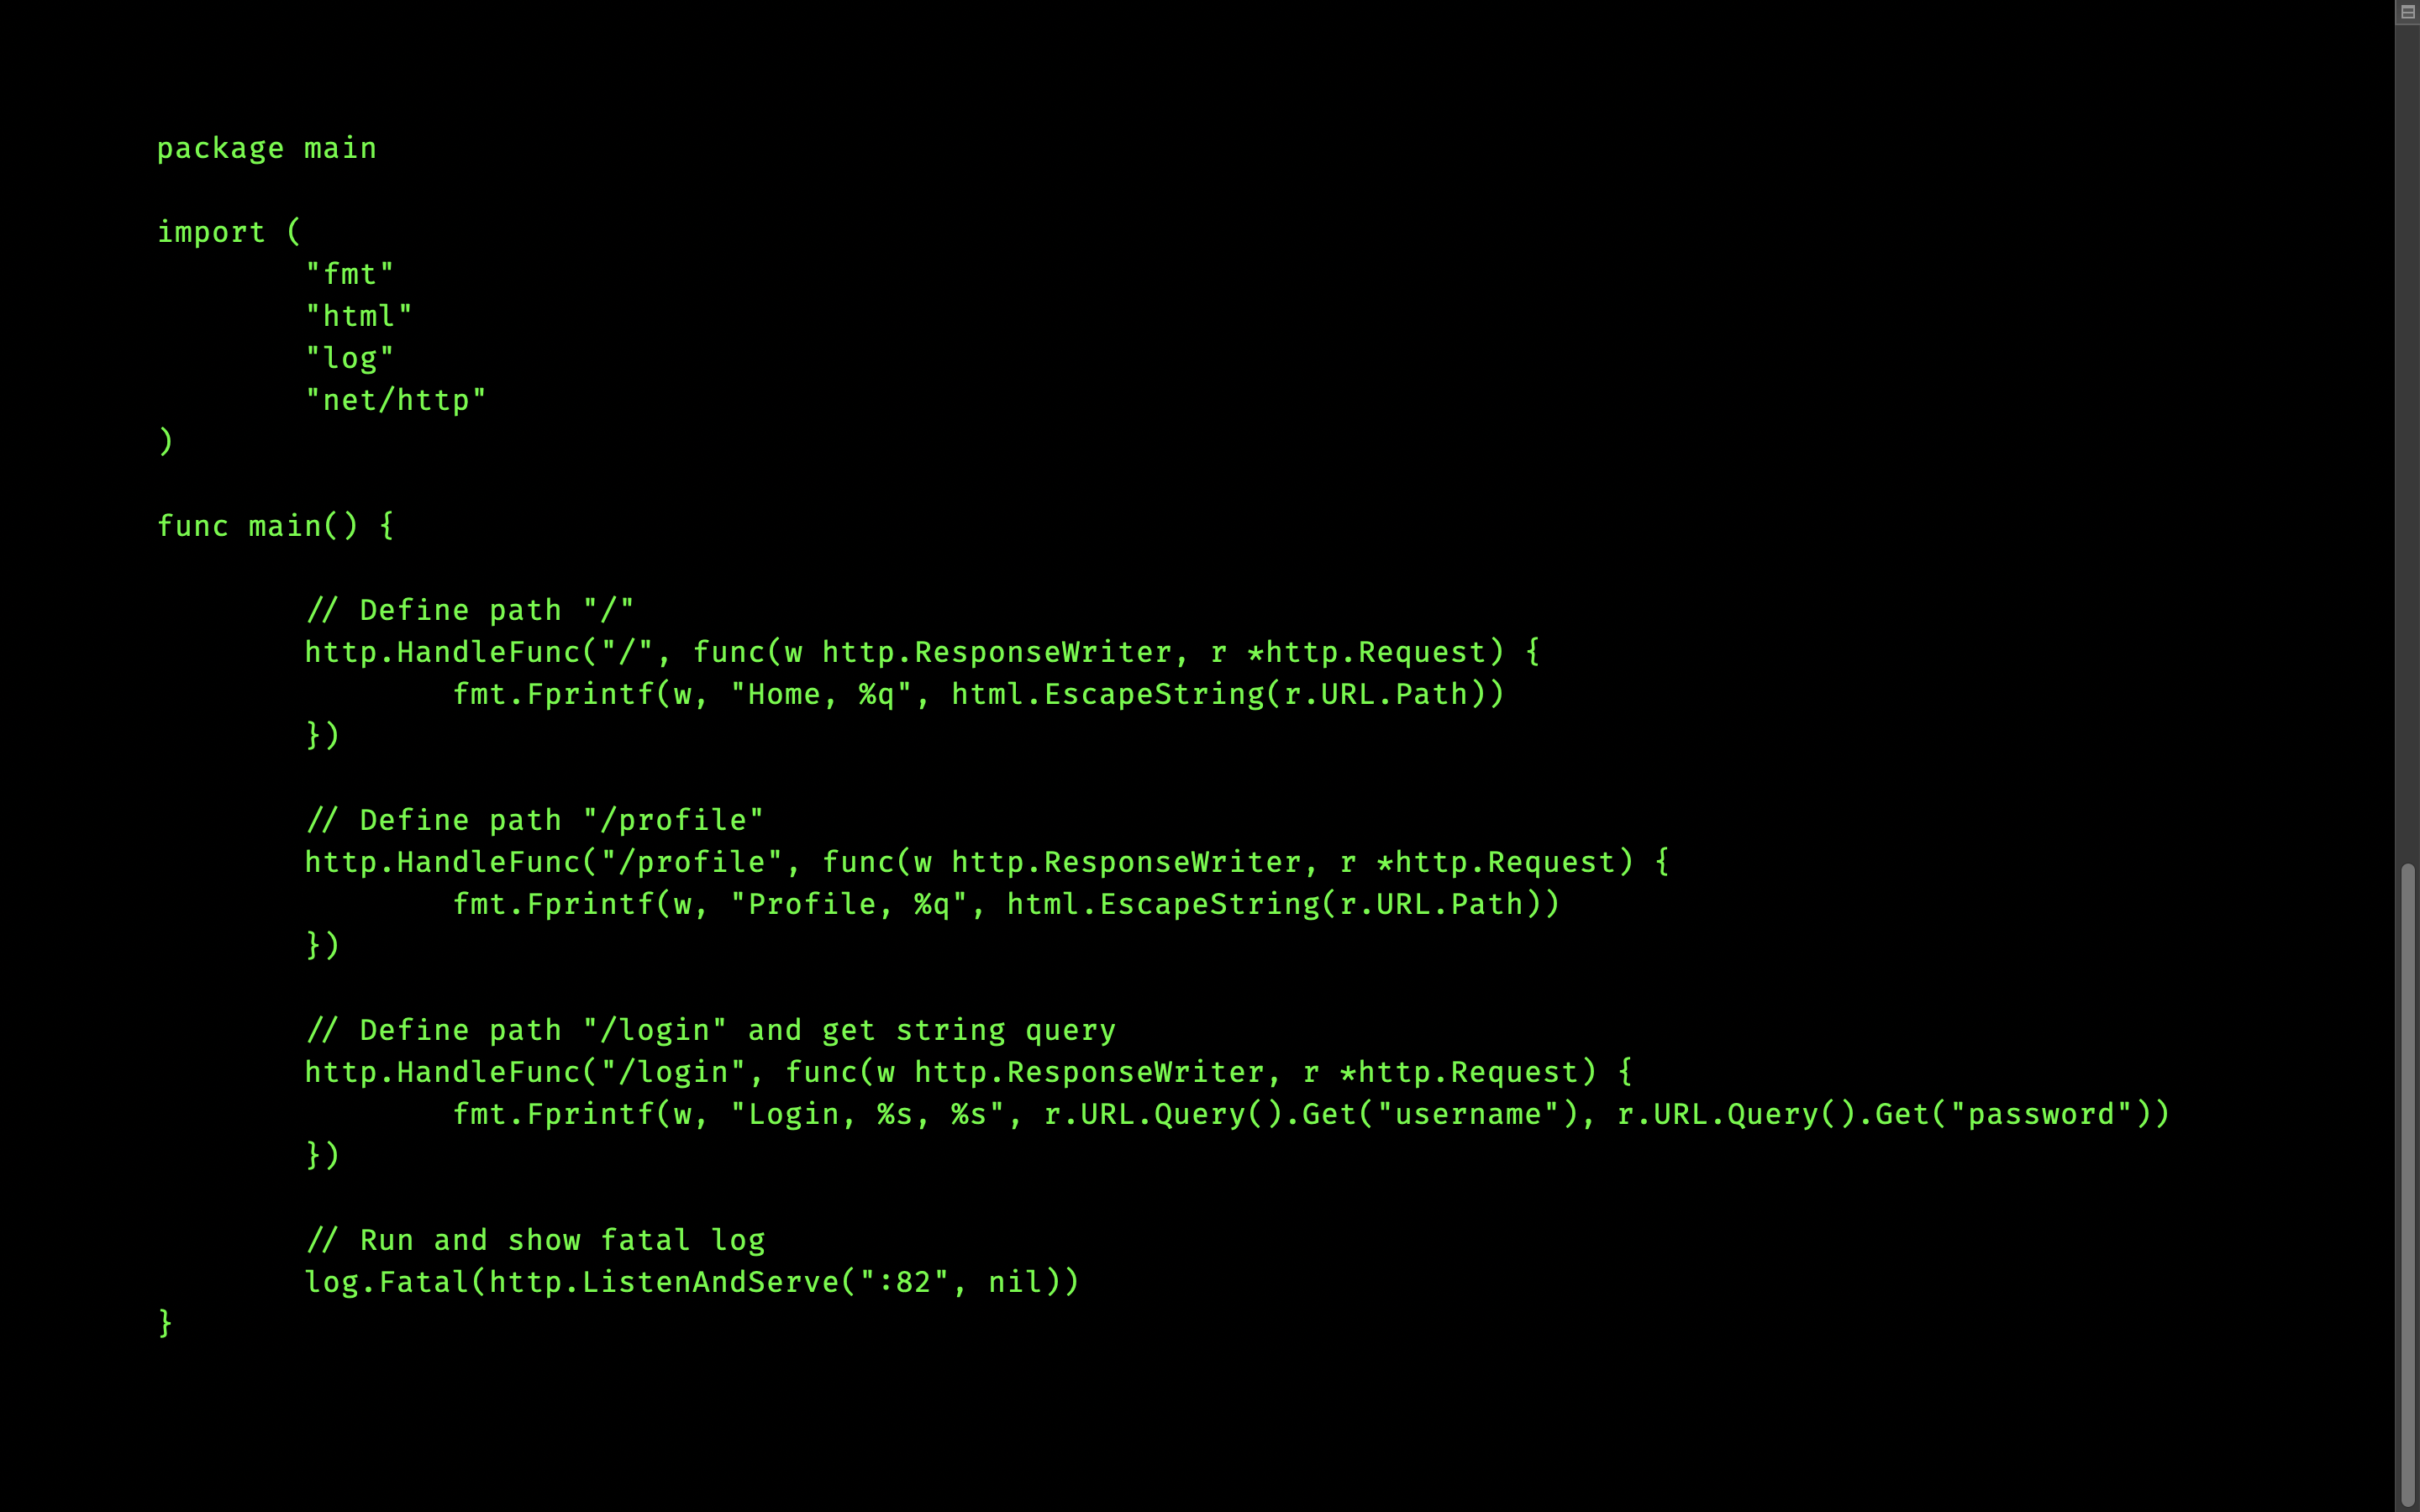 package main

import (
        "fmt"
        "html"
        "log"
        "net/http"
)

func main() {

        // Define path "/"
        http.HandleFunc("/", func(w http.ResponseWriter, r *http.Request) {
                fmt.Fprintf(w, "Home, %q", html.EscapeString(r.URL.Path))
        })

        // Define path "/profile"
        http.HandleFunc("/profile", func(w http.ResponseWriter, r *http.Request) {
                fmt.Fprintf(w, "Profile, %q", html.EscapeString(r.URL.Path))
        })

        // Define path "/login" and get string query
        http.HandleFunc("/login", func(w http.ResponseWriter, r *http.Request) {
                fmt.Fprintf(w, "Login, %s, %s", r.URL.Query().Get("username"), r.URL.Query().Get("password"))
        })

        // Run and show fatal log
        log.Fatal(http.ListenAndServe(":82", nil))
}